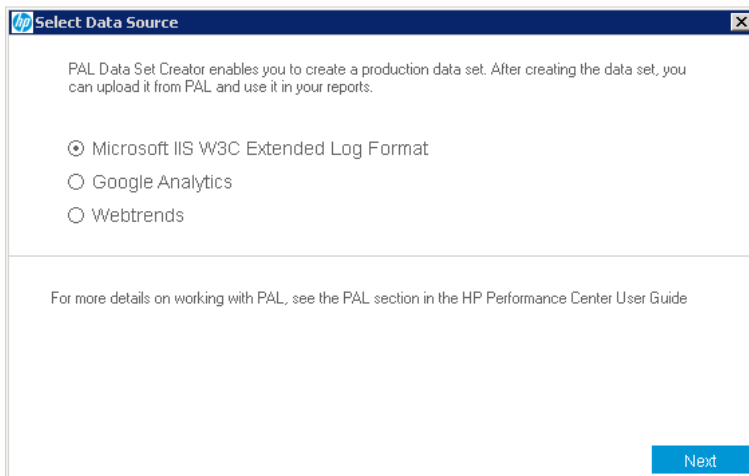 hp Select Data Source
PAL Data Set Creator enables you to create a production data set. After creating the data set, you
can upload it from PAL and use it in your reports.
Microsoft IIS W3C Extended Log Format
Google Analytics
Webtrends
For more details on working with PAL, see the PAL section in the HP Performance Center User Guide
Next